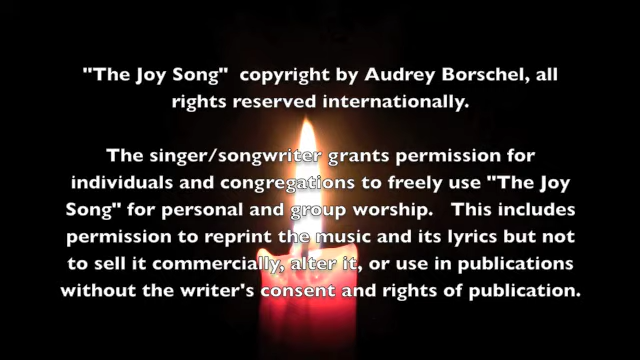 "The Joy Song"  copyright by Audrey Borschel, all
rights reserved internationally.
The singer/songwriter grants permission for
individuals and congregations to freely use "The Joy
Song" for personal and group worship.   This includes
permission to reprint the music and its lyrics but not
to sell it commercially, alter it, or use in publications
without the writer's consent and rights of publication.